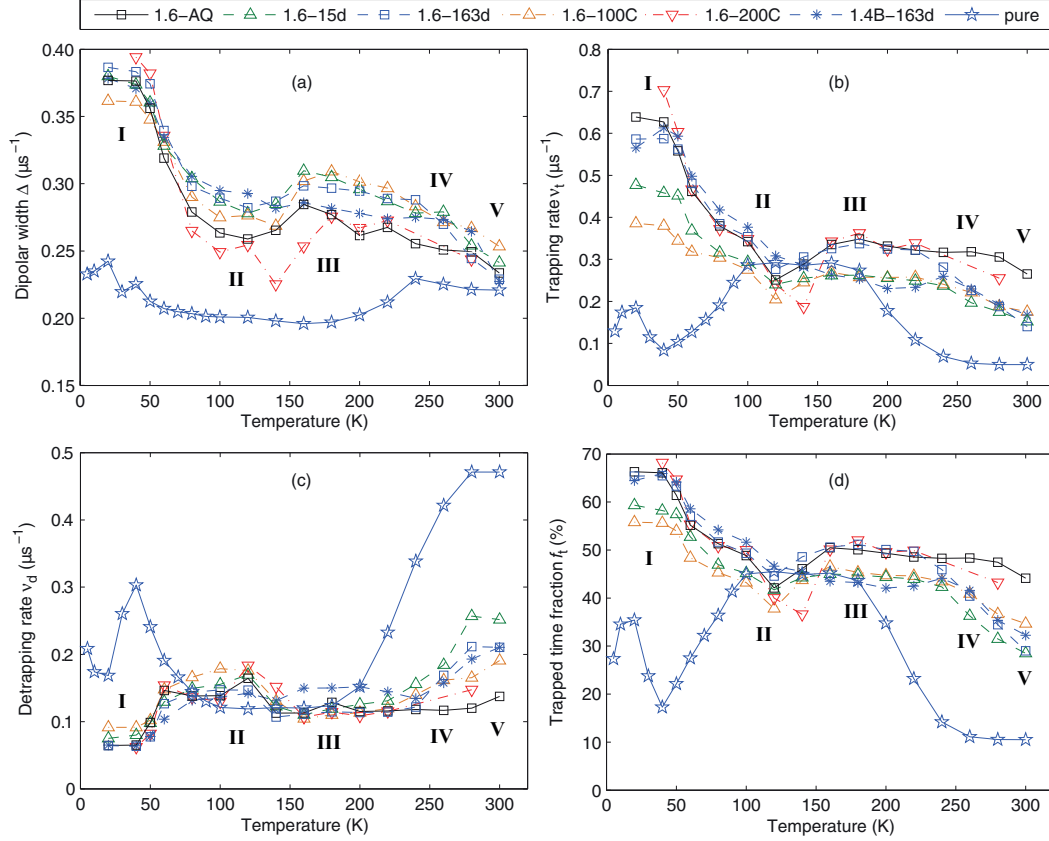 1.6−AQ 1.6−15d 1.6−163d 1.6−100C 1.6−200C 1.4B−163d pure
(a)
Dipolar width Δ (μs⁻¹)
0.40
0.35
0.30
0.25
0.20
0.15
I
II
III
IV
V
0 50 100 150 200 250 300
Temperature (K)
(b)
Trapping rate ν_t (μs⁻¹)
0.8
0.7
0.6
0.5
0.4
0.3
0.2
0.1
0
I
II
III
IV
V
0 50 100 150 200 250 300
Temperature (K)
(c)
Detrapping rate ν_d (μs⁻¹)
0.5
0.4
0.3
0.2
0.1
0
I
II
III
IV
V
0 50 100 150 200 250 300
Temperature (K)
(d)
Trapped time fraction f_t (%)
70
60
50
40
30
20
10
0
I
II
III
IV
V
0 50 100 150 200 250 300
Temperature (K)